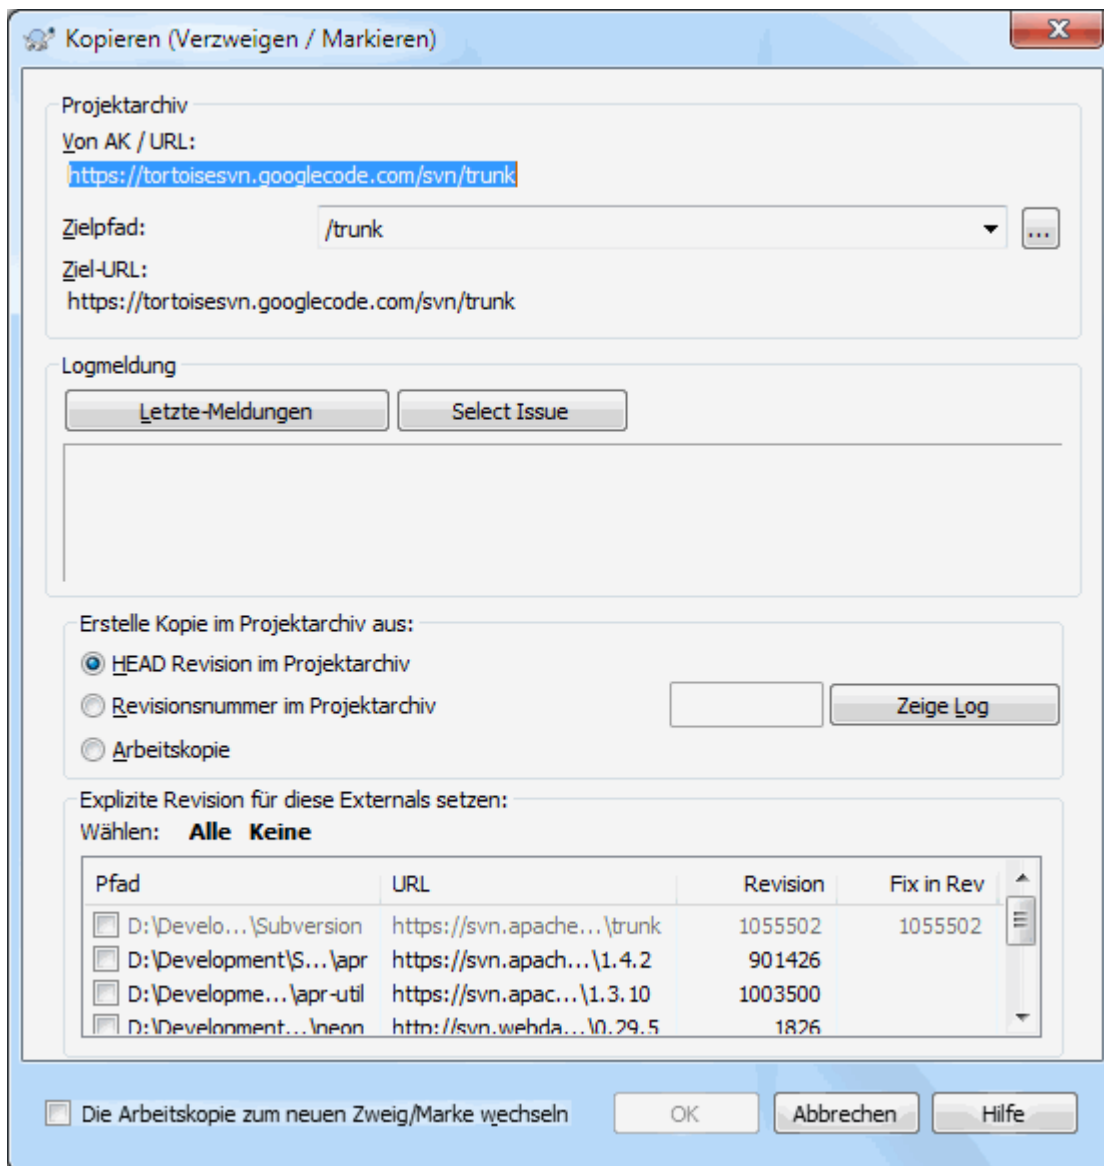 Kopieren (Verzweigen / Markieren)
Projektarchiv
Von AK / URL:
https://tortoisesvn.googlecode.com/svn/trunk
Zielpfad: /trunk ...
Ziel-URL:
https://tortoisesvn.googlecode.com/svn/trunk
Logmeldung
Letzte-Meldungen Select Issue
Erstelle Kopie im Projektarchiv aus:
HEAD Revision im Projektarchiv
Revisionsnummer im Projektarchiv Zeige Log
Arbeitskopie
Explizite Revision für diese Externals setzen:
Wählen: Alle Keine
Pfad URL Revision Fix in Rev
D:\Develo...\Subversion https://svn.apache...\trunk 1055502 1055502
D:\Development\S...\apr https://svn.apach...\1.4.2 901426
D:\Developme...\apr-util https://svn.apac...\1.3.10 1003500
D:\Development...\neon http://svn.webda...\0.29.5 1826
Die Arbeitskopie zum neuen Zweig/Marke wechseln OK Abbrechen Hilfe